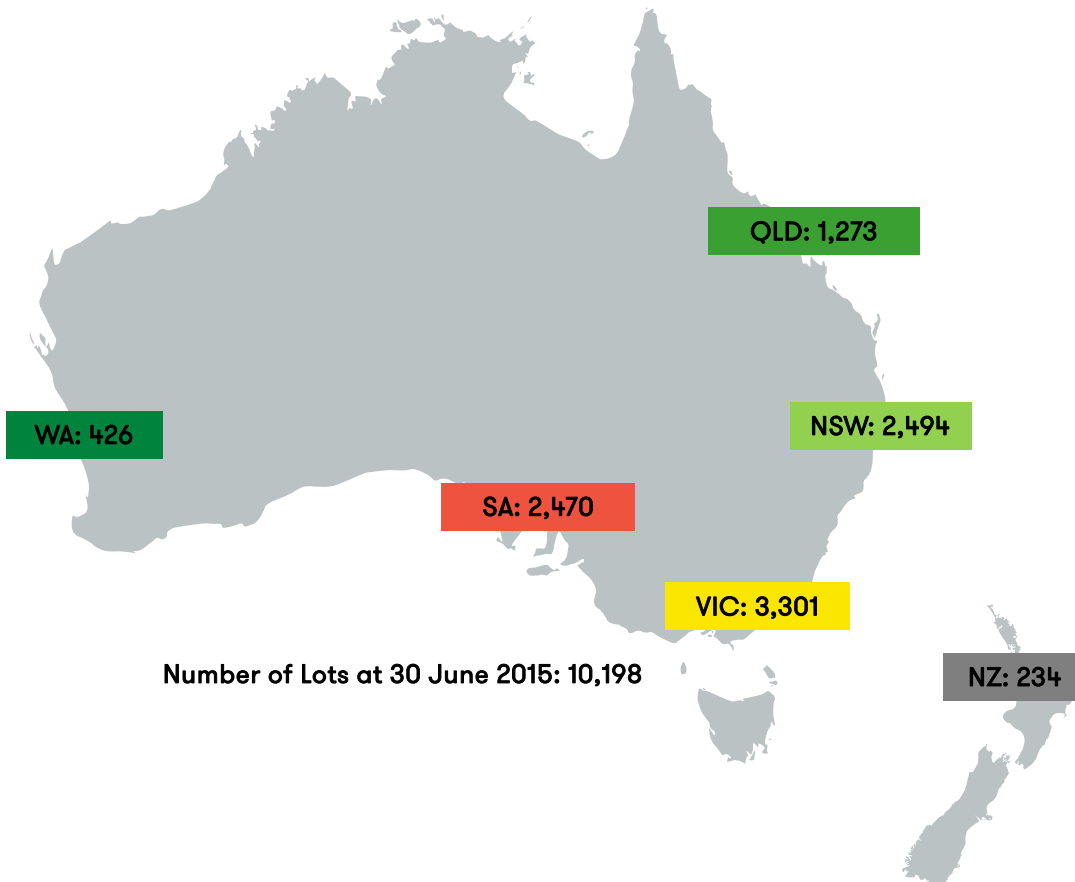 QLD: 1,273
WA: 426
NSW: 2,494
SA: 2,470
VIC: 3,301
Number of Lots at 30 June 2015: 10,198
NZ: 234